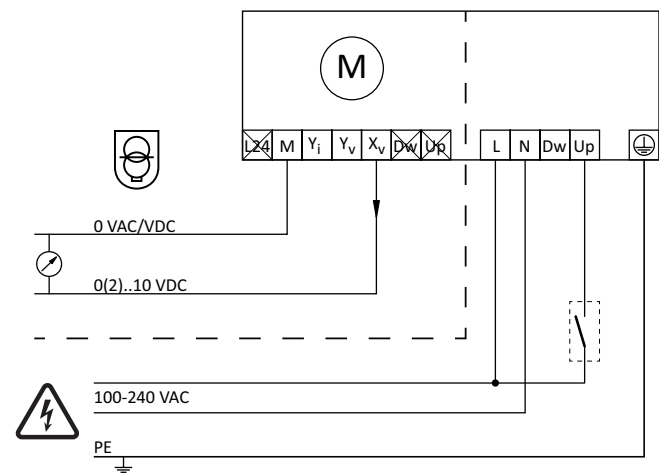 M
L24 M Yi Yv Xv Dw Up L N Dw Up
0 VAC/VDC
0(2)..10 VDC
100-240 VAC
PE